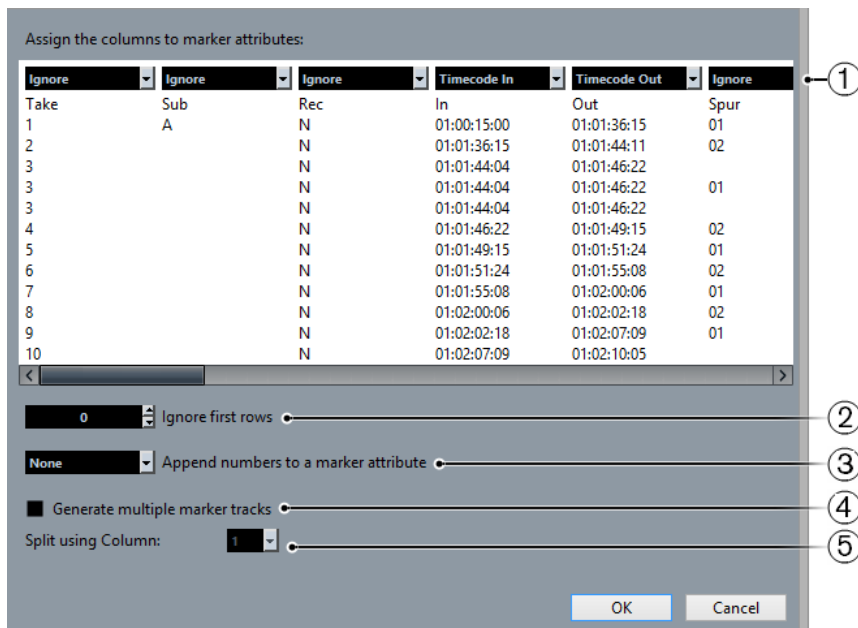 Assign the columns to marker attributes:
Ignore Ignore Ignore Timecode In Timecode Out Ignore
1
Take Sub Rec In Out Spur
1 A N 01:00:15:00 01:01:36:15 01
2 N 01:01:36:15 01:01:44:11 02
3 N 01:01:44:04 01:01:46:22
3 N 01:01:44:04 01:01:46:22 01
3 N 01:01:44:04 01:01:46:22
4 N 01:01:46:22 01:01:49:15 02
5 N 01:01:49:15 01:01:51:24 01
6 N 01:01:51:24 01:01:55:08 02
7 N 01:01:55:08 01:02:00:06 01
8 N 01:02:00:06 01:02:02:18 02
9 N 01:02:02:18 01:02:07:09 01
10 N 01:02:07:09 01:02:10:05
0 Ignore first rows 2
None Append numbers to a marker attribute 3
Generate multiple marker tracks 4
Split using Column: 1 5
OK Cancel